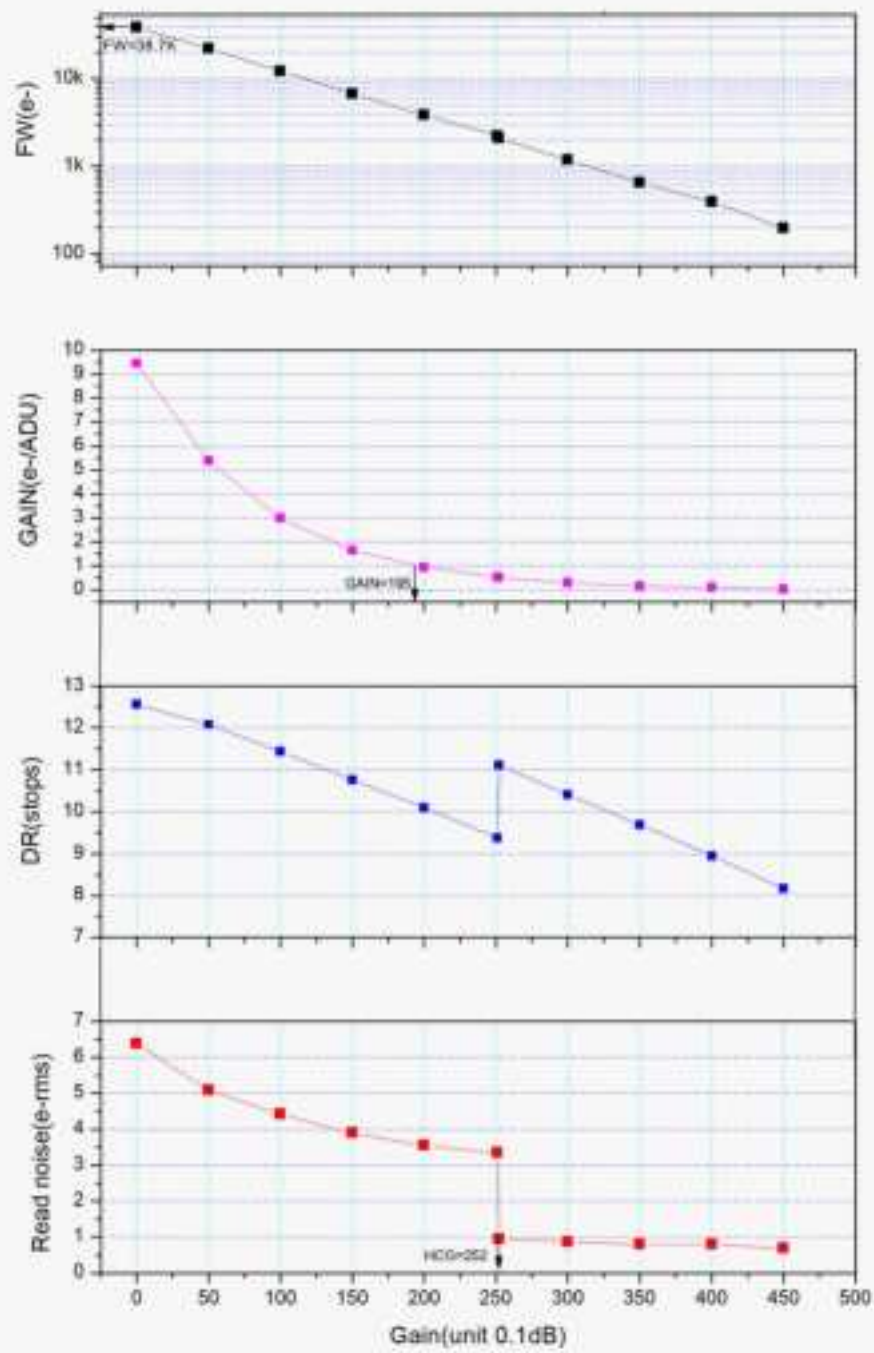 FW(e-)
10k
1k
100
FW=38.7K
GAIN(e-/ADU)
10
9
8
7
6
5
4
3
2
1
0
GAIN=195
DR(stops)
13
12
11
10
9
8
7
Read noise(e-rms)
7
6
5
4
3
2
1
0
HCG=252
0 50 100 150 200 250 300 350 400 450 500
Gain(unit 0.1dB)